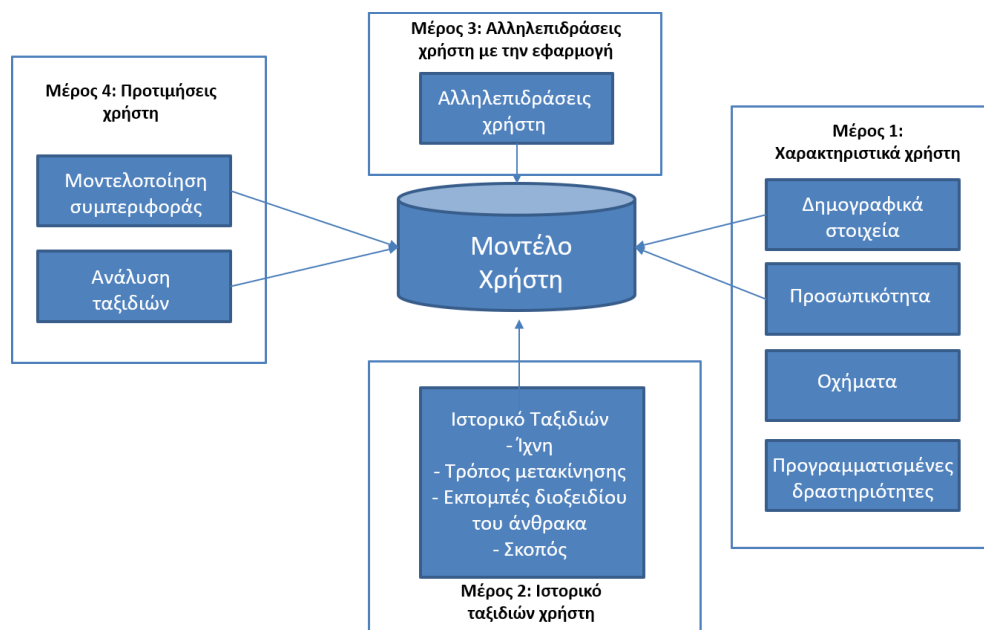 Μέρος 3: Αλληλεπιδράσεις
χρήστη με την εφαρμογή
Αλληλεπιδράσεις
χρήστη
Μέρος 4: Προτιμήσεις
χρήστη
Μοντελοποίηση
συμπεριφοράς
Ανάλυση
ταξιδιών
Μοντέλο
Χρήστη
Μέρος 1:
Χαρακτηριστικά χρήστη
Δημογραφικά
στοιχεία
Προσωπικότητα
Οχήματα
Προγραμματισμένες
δραστηριότητες
Ιστορικό Ταξιδιών
- Ίχνη
- Τρόπος μετακίνησης
- Εκπομπές διοξειδίου
του άνθρακα
- Σκοπός
Μέρος 2: Ιστορικό
ταξιδιών χρήστη